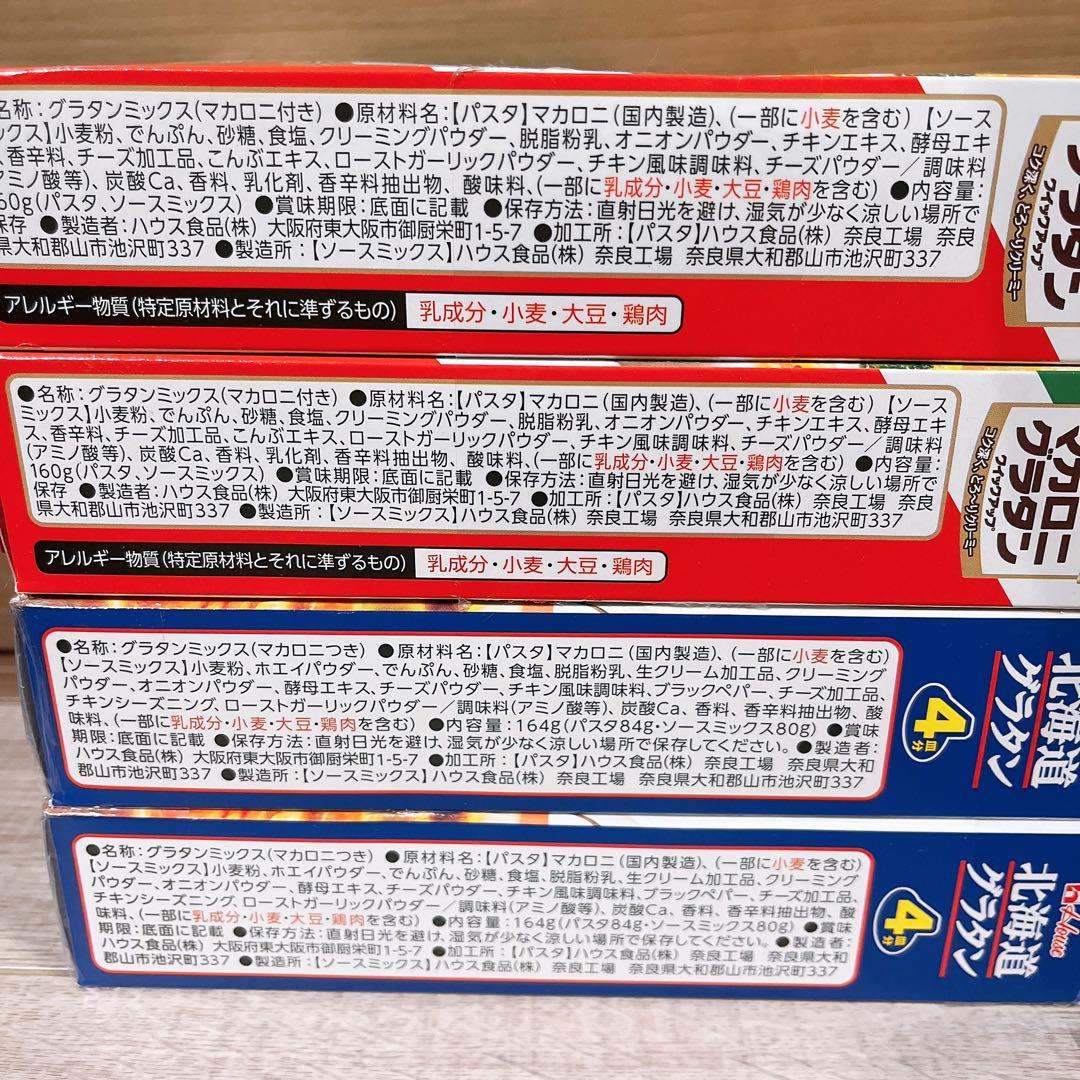 名称：グラタンミックス(マカロニ付き) ●原材料名：【パスタ】マカロニ(国内製造)、(一部に小麦を含む)【ソース
ックス】小麦粉、でんぷん、砂糖、食塩、クリーミングパウダー、脱脂粉乳、オニオンパウダー、チキンエキス、酵母エキ
、香辛料、チーズ加工品、こんぶエキス、ローストガーリックパウダー、チキン風味調味料、チーズパウダー／調味料
アミノ酸等)、炭酸Ca、香料、乳化剤、香辛料抽出物、酸味料、(一部に乳成分・小麦・大豆・鶏肉を含む) ●内容量：
60g(パスタ、ソースミックス) ●賞味期限：底面に記載 ●保存方法：直射日光を避け、湿気が少なく涼しい場所で
保存 ●製造者：ハウス食品(株) 大阪府東大阪市御厨栄町1-5-7 ●加工所：【パスタ】ハウス食品(株) 奈良工場 奈良
県大和郡山市池沢町337 ●製造所：【ソースミックス】ハウス食品(株) 奈良工場 奈良県大和郡山市池沢町337
アレルギー物質(特定原材料とそれに準ずるもの) 乳成分・小麦・大豆・鶏肉
グラタン
クイックアップ
コク深く とろ〜りクリーミー
●名称：グラタンミックス(マカロニ付き) ●原材料名：【パスタ】マカロニ(国内製造)、(一部に小麦を含む)【ソース
ミックス】小麦粉、でんぷん、砂糖、食塩、クリーミングパウダー、脱脂粉乳、オニオンパウダー、チキンエキス、酵母エキ
ス、香辛料、チーズ加工品、こんぶエキス、ローストガーリックパウダー、チキン風味調味料、チーズパウダー／調味料
(アミノ酸等)、炭酸Ca、香料、乳化剤、香辛料抽出物、酸味料、(一部に乳成分・小麦・大豆・鶏肉を含む) ●内容量：
160g(パスタ、ソースミックス) ●賞味期限：底面に記載 ●保存方法：直射日光を避け、湿気が少なく涼しい場所で
保存 ●製造者：ハウス食品(株) 大阪府東大阪市御厨栄町1-5-7 ●加工所：【パスタ】ハウス食品(株) 奈良工場 奈良
県大和郡山市池沢町337 ●製造所：【ソースミックス】ハウス食品(株) 奈良工場 奈良県大和郡山市池沢町337
アレルギー物質(特定原材料とそれに準ずるもの) 乳成分・小麦・大豆・鶏肉
マカロニ
グラタン
クイックアップ
コク深く とろ〜りクリーミー
●名称：グラタンミックス(マカロニつき) ●原材料名：【パスタ】マカロニ(国内製造)、(一部に小麦を含む)
【ソースミックス】小麦粉、ホエイパウダー、でんぷん、砂糖、食塩、脱脂粉乳、生クリーム加工品、クリーミング
パウダー、オニオンパウダー、酵母エキス、チーズパウダー、チキン風味調味料、ブラックペパー、チーズ加工品、
チキンシーズニング、ローストガーリックパウダー／調味料(アミノ酸等)、炭酸Ca、香料、香辛料抽出物、酸
味料、(一部に乳成分・小麦・大豆・鶏肉を含む) ●内容量：164g(パスタ84g・ソースミックス80g) ●賞味
期限：底面に記載 ●保存方法：直射日光を避け、湿気が少なく涼しい場所で保存してください。●製造者：
ハウス食品(株) 大阪府東大阪市御厨栄町1-5-7 ●加工所：【パスタ】ハウス食品(株) 奈良工場 奈良県大和
郡山市池沢町337 ●製造所：【ソースミックス】ハウス食品(株) 奈良工場 奈良県大和郡山市池沢町337
4皿分
北海道
グラタン
●名称：グラタンミックス(マカロニつき) ●原材料名：【パスタ】マカロニ(国内製造)、(一部に小麦を含む)
【ソースミックス】小麦粉、ホエイパウダー、でんぷん、砂糖、食塩、脱脂粉乳、生クリーム加工品、クリーミング
パウダー、オニオンパウダー、酵母エキス、チーズパウダー、チキン風味調味料、ブラックペパー、チーズ加工品、
チキンシーズニング、ローストガーリックパウダー／調味料(アミノ酸等)、炭酸Ca、香料、香辛料抽出物、酸
味料、(一部に乳成分・小麦・大豆・鶏肉を含む) ●内容量：164g(パスタ84g・ソースミックス80g) ●賞味
期限：底面に記載 ●保存方法：直射日光を避け、湿気が少なく涼しい場所で保存してください。●製造者：
ハウス食品(株) 大阪府東大阪市御厨栄町1-5-7 ●加工所：【パスタ】ハウス食品(株) 奈良工場 奈良県大和
郡山市池沢町337 ●製造所：【ソースミックス】ハウス食品(株) 奈良工場 奈良県大和郡山市池沢町337
4皿分
House
北海道
グラタン